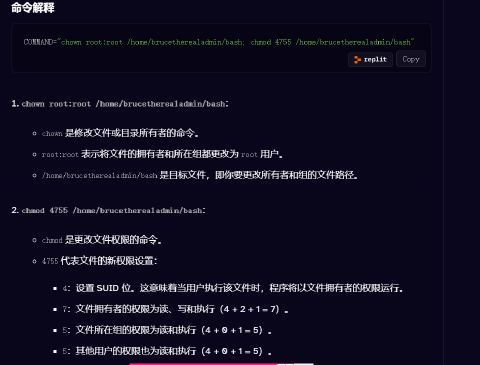 命令解释
COMMAND="chown root:root /home/brucetherealadmin/bash; chmod 4755 /home/brucetherealadmin/bash"
replit Copy
1. chown root:root /home/brucetherealadmin/bash:
chown 是修改文件或目录所有者的命令。
root:root 表示将文件的拥有者和所在组都更改为 root 用户。
/home/brucetherealadmin/bash 是目标文件，即你要更改所有者和组的文件路径。
2. chmod 4755 /home/brucetherealadmin/bash:
chmod 是更改文件权限的命令。
4755 代表文件的新权限设置：
4：设置 SUID 位。这意味着当用户执行该文件时，程序将以文件拥有者的权限运行。
7：文件拥有者的权限为读、写和执行（4 + 2 + 1 = 7）。
5：文件所在组的权限为读和执行（4 + 0 + 1 = 5）。
5：其他用户的权限也为读和执行（4 + 0 + 1 = 5）。